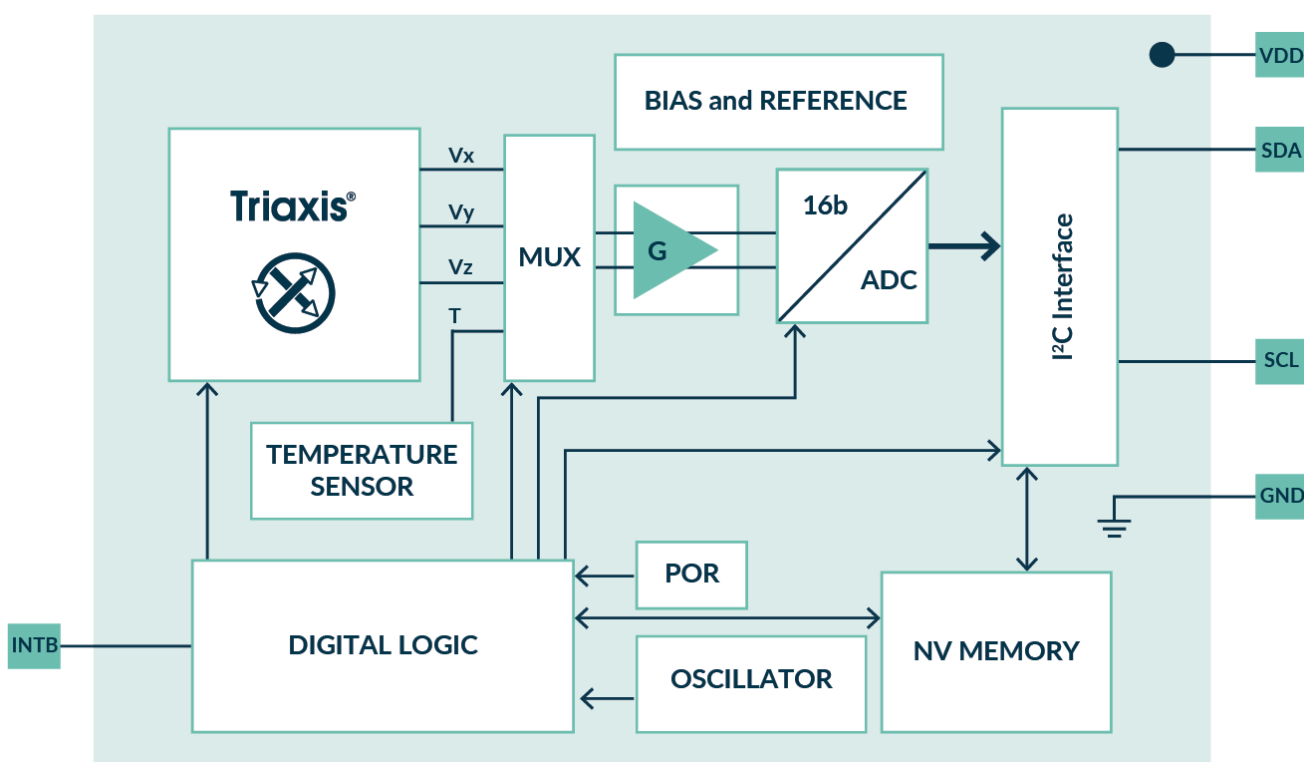 VDD
BIAS and REFERENCE
SDA
Vx
16b
Triaxis®
Vy
MUX
G
I²C Interface
Vz
ADC
T
SCL
TEMPERATURE
SENSOR
GND
POR
INTB
DIGITAL LOGIC
NV MEMORY
OSCILLATOR